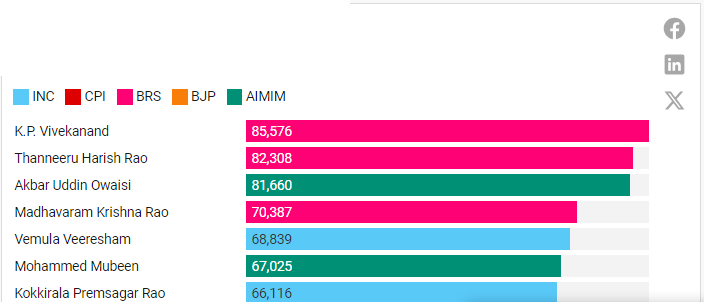 INC CPI BRS BJP AIMIM
K.P. Vivekanand 85,576
Thanneeru Harish Rao 82,308
Akbar Uddin Owaisi 81,660
Madhavaram Krishna Rao 70,387
Vemula Veeresham 68,839
Mohammed Mubeen 67,025
Kokkirala Premsagar Rao 66,116